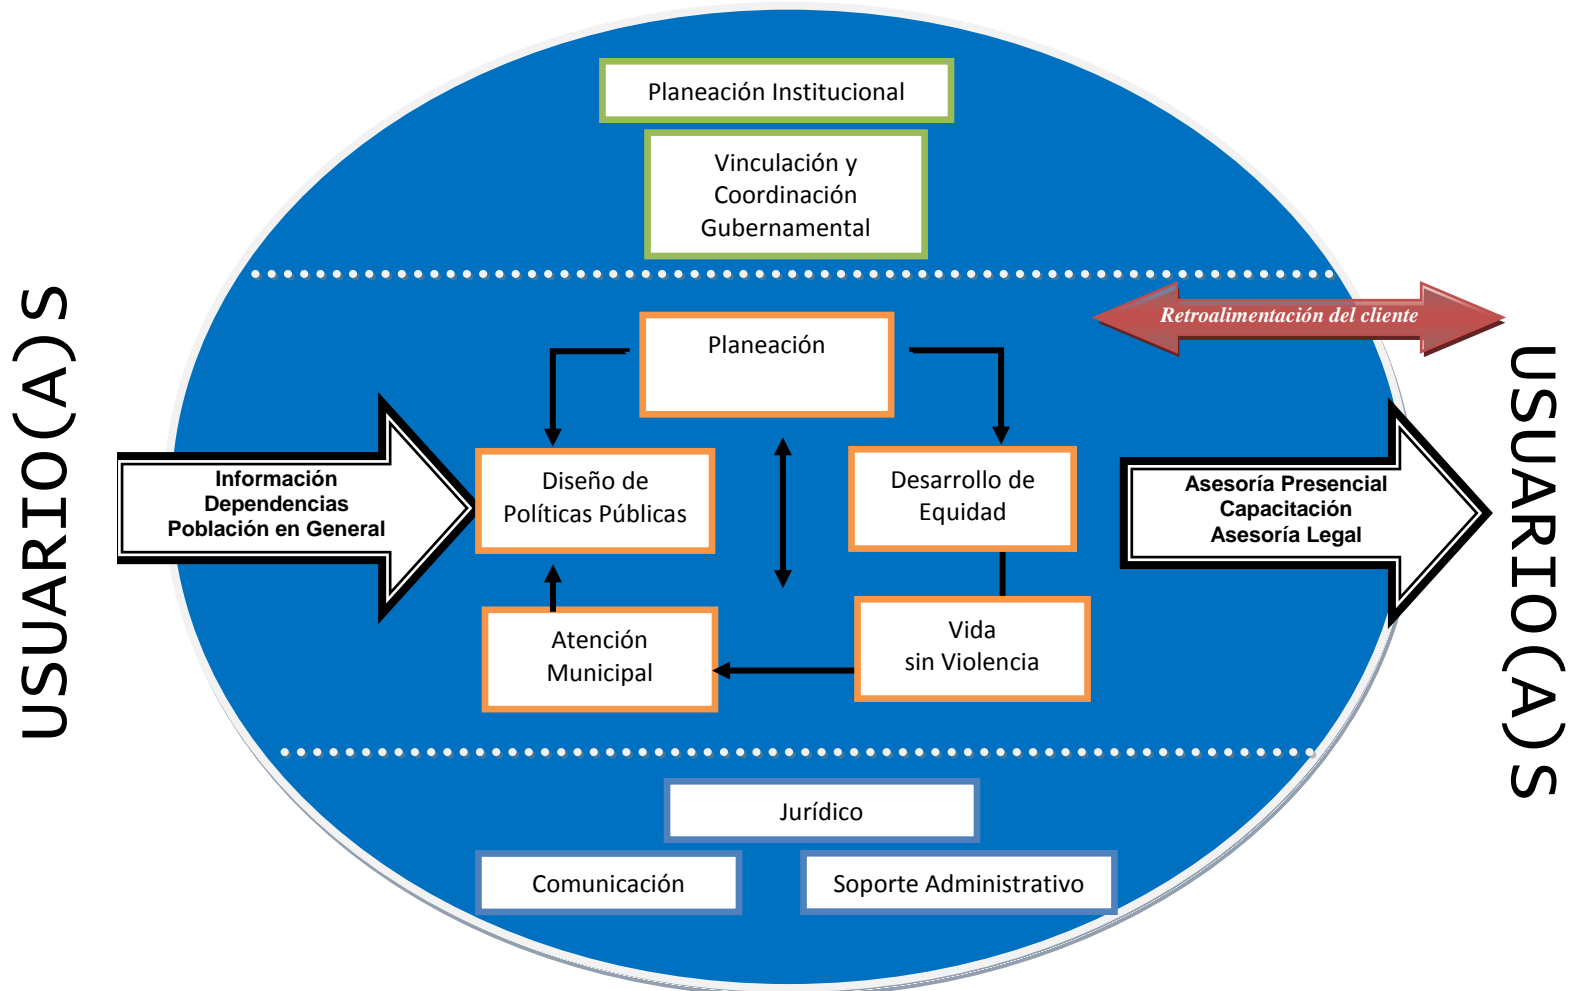 Planeación Institucional
Vinculación y
Coordinación
Gubernamental
USUARIO(A)S
Retroalimentación del cliente
Planeación
Información
Dependencias
Población en General
Diseño de
Políticas Públicas
Desarrollo de
Equidad
Asesoría Presencial
Capacitación
Asesoría Legal
USUARIO(A)S
Atención
Municipal
Vida
sin Violencia
Jurídico
Comunicación
Soporte Administrativo